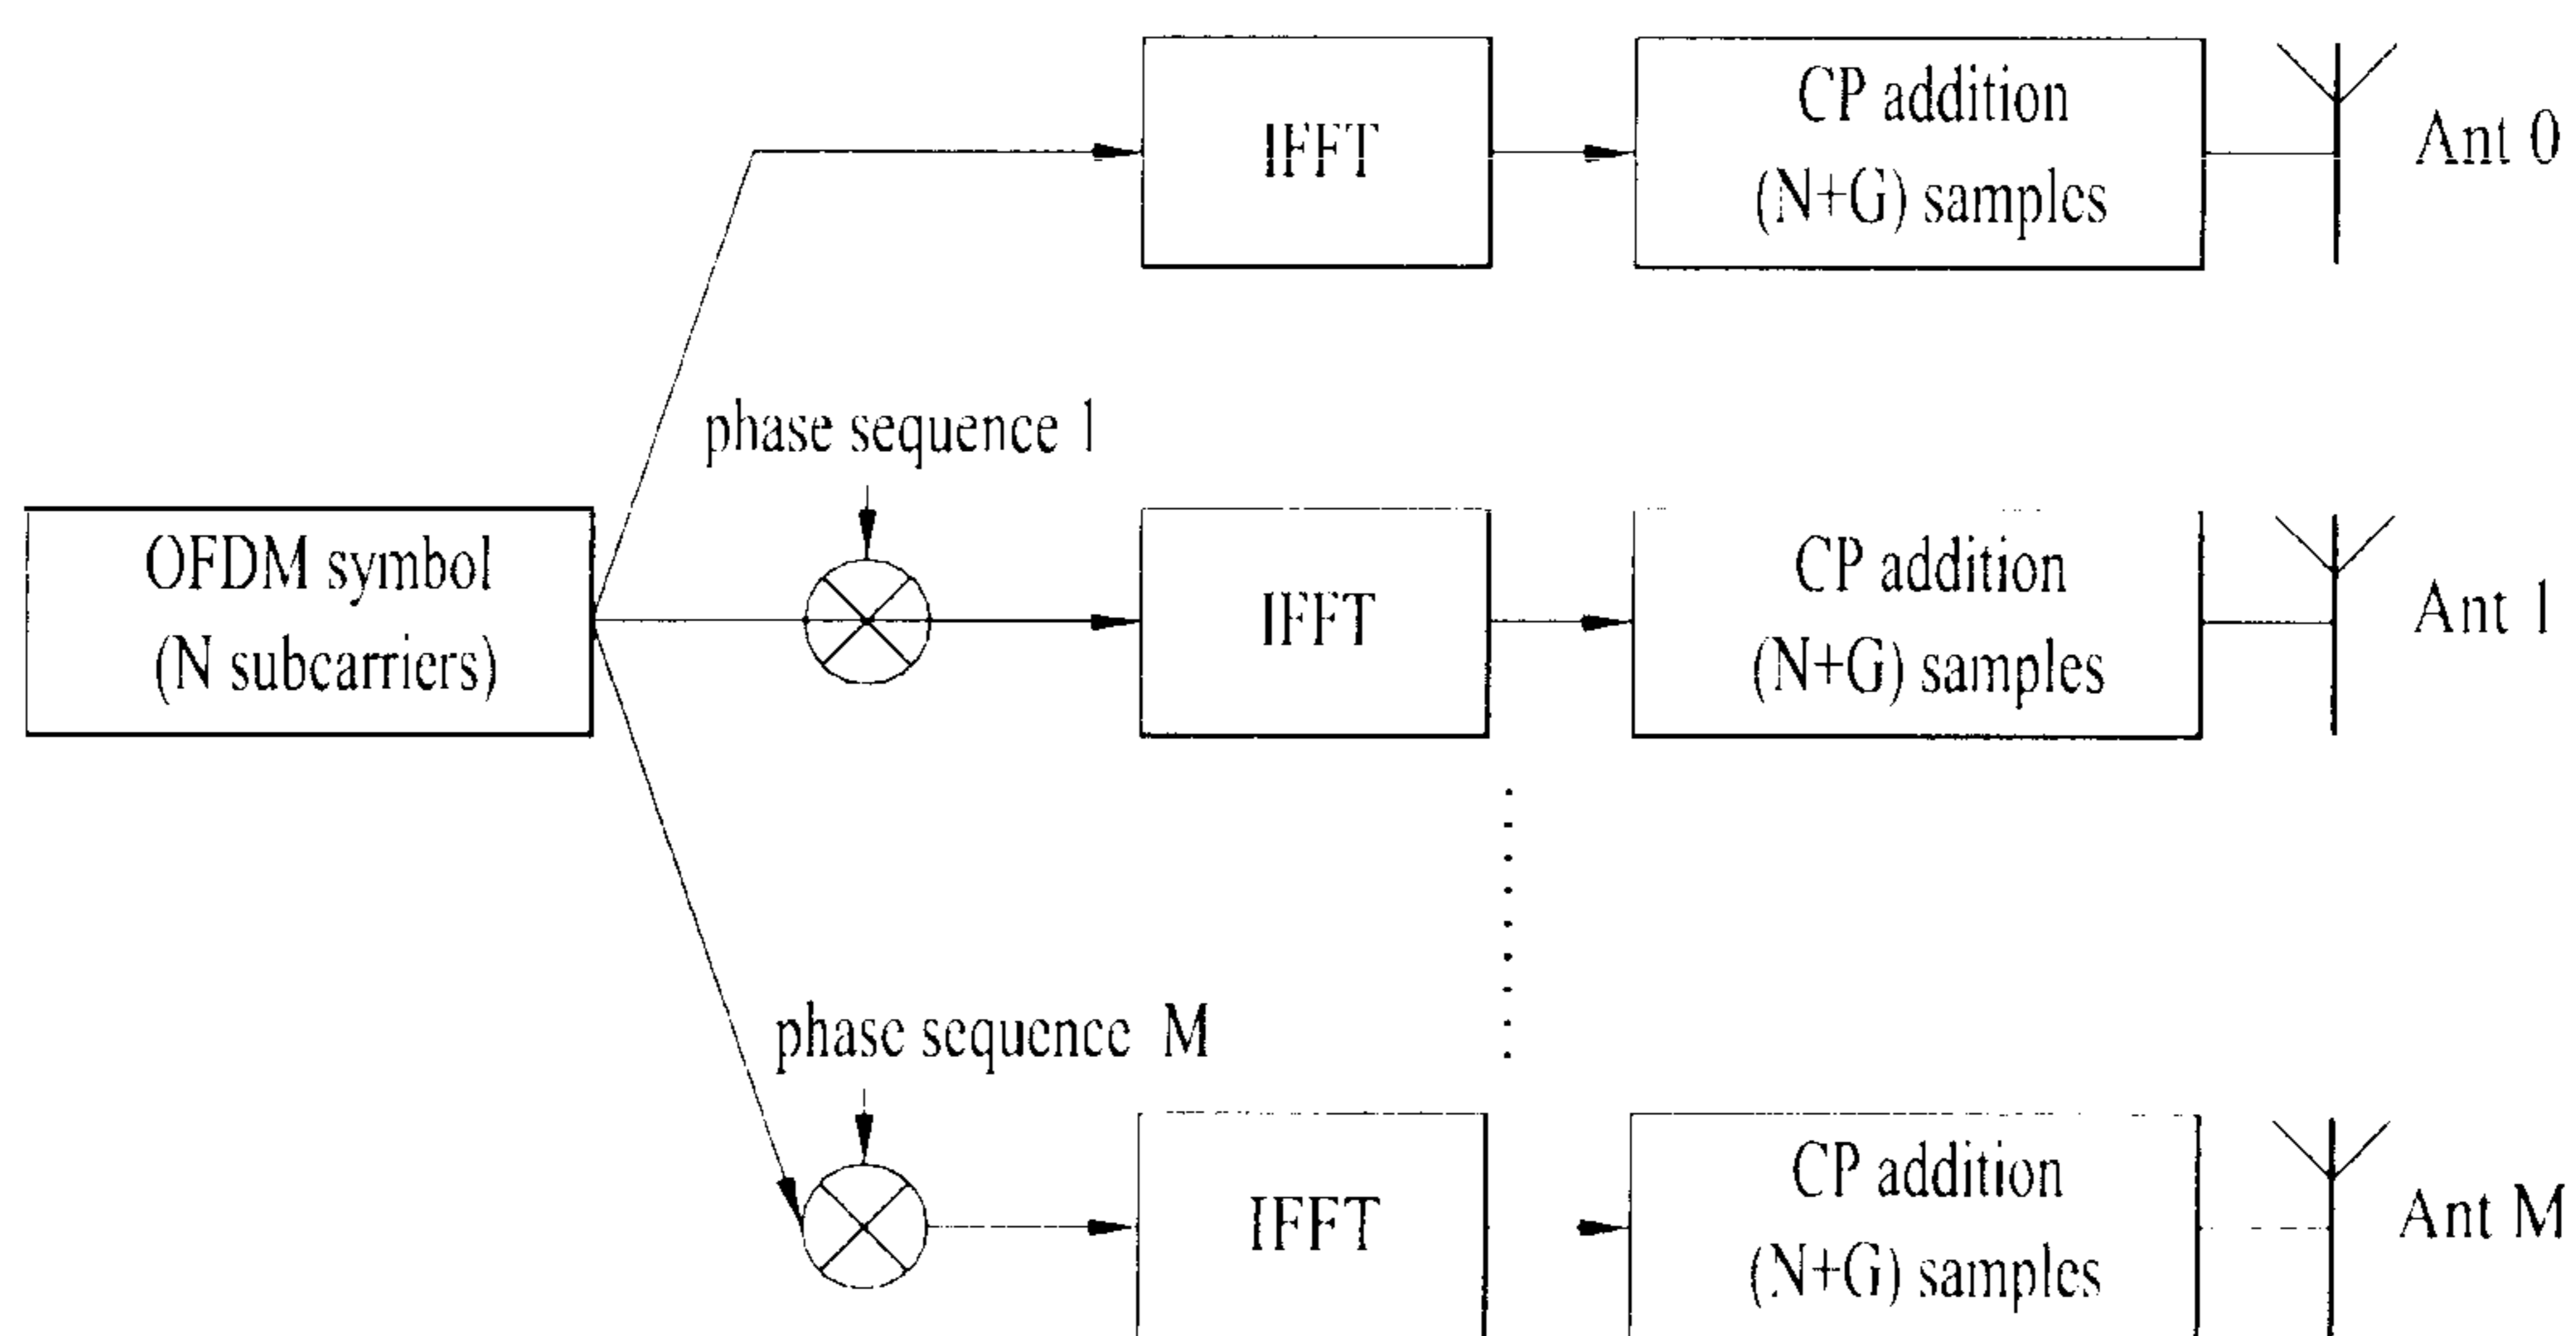 IFFT
CP addition
(N+G) samples
Ant 0
phase sequence 1
OFDM symbol
(N subcarriers)
IFFT
CP addition
(N+G) samples
Ant 1
phase sequence M
IFFT
CP addition
(N+G) samples
Ant M